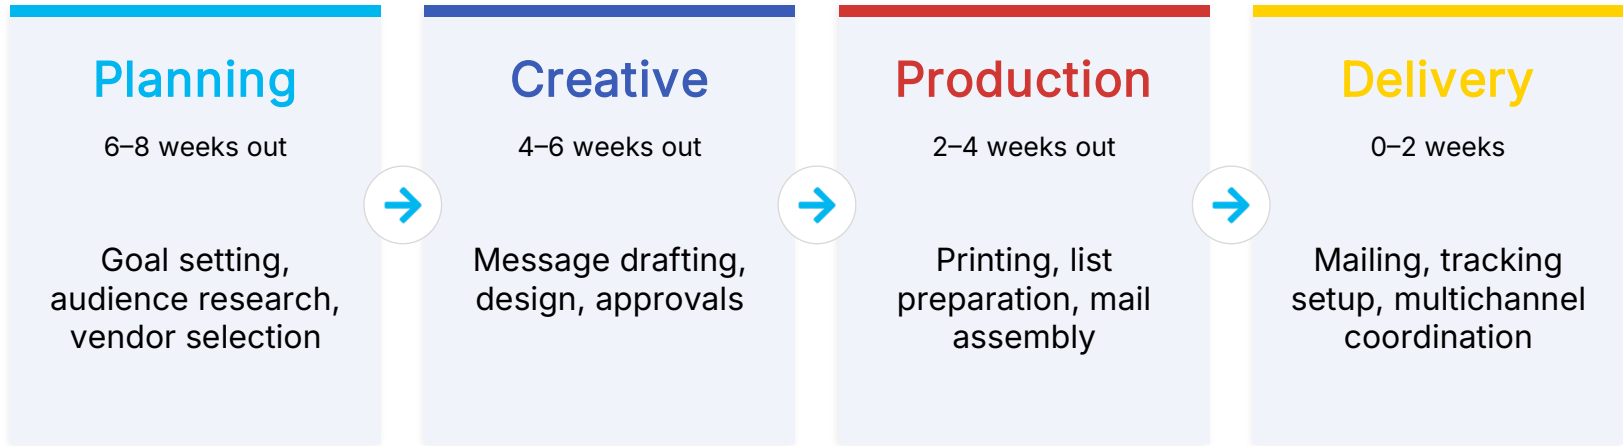 Planning
6–8 weeks out
Goal setting,
audience research,
vendor selection
Creative
4–6 weeks out
Message drafting,
design, approvals
Production
2–4 weeks out
Printing, list
preparation, mail
assembly
Delivery
0–2 weeks
Mailing, tracking
setup, multichannel
coordination